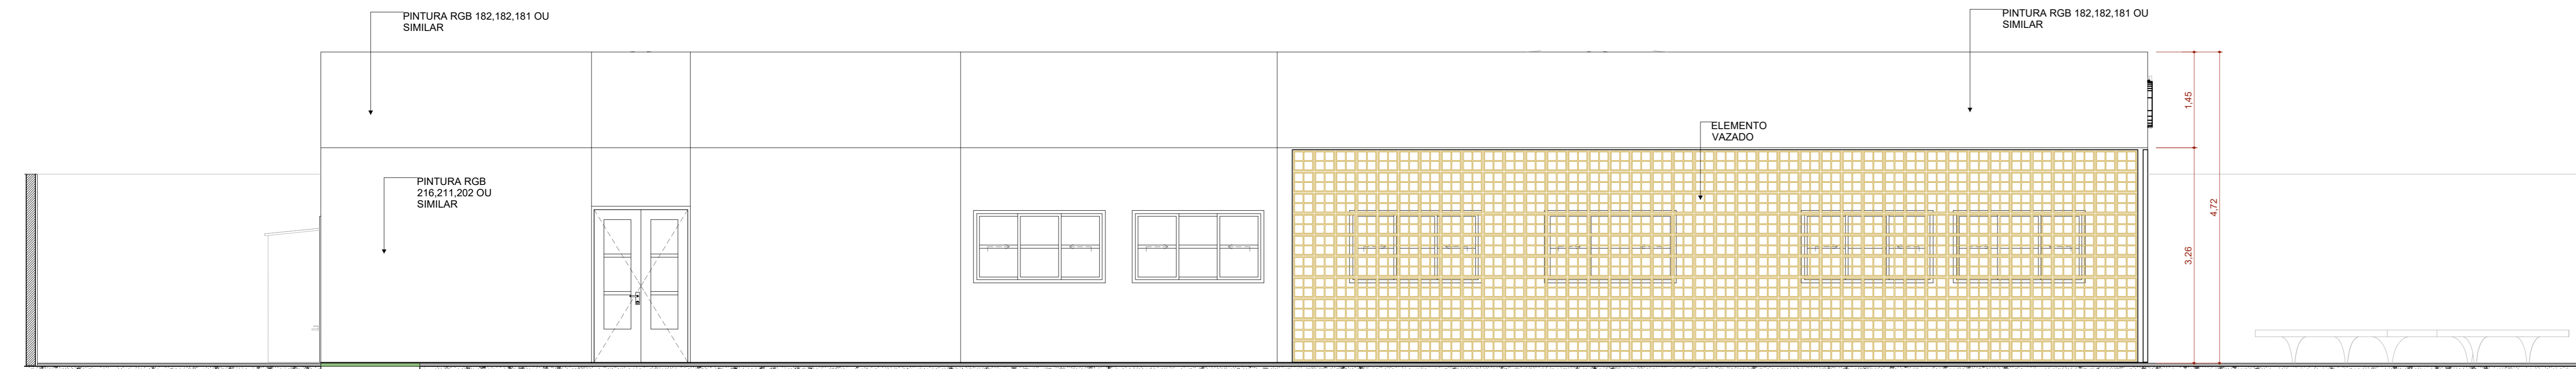 PINTURA RGB 182,182,181 OU
SIMILAR
PINTURA RGB 182,182,181 OU
SIMILAR
ELEMENTO
VAZADO
PINTURA RGB
216,211,202 OU
SIMILAR
1,45
4,72
3,26